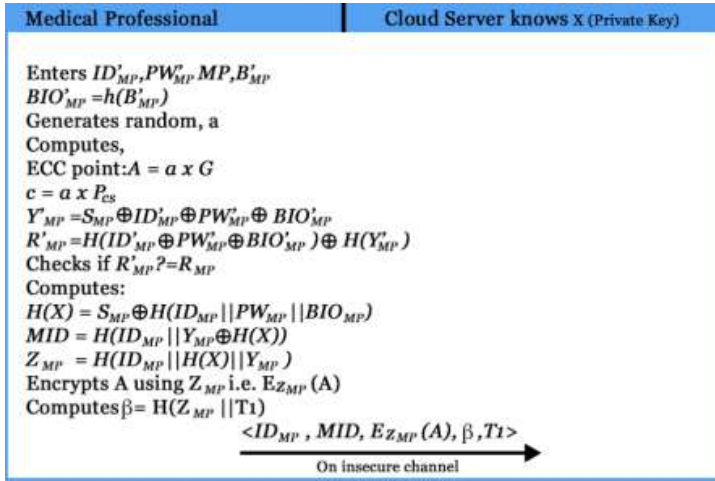 Medical Professional
Cloud Server knows X (Private Key)
Enters ID'MP,PW'MP MP,B'MP
BIO'MP =h(B'MP)
Generates random, a
Computes,
ECC point:A = a x G
c = a x Pcs
Y'MP =SMP⊕ID'MP⊕PW'MP⊕ BIO'MP
R'MP=H(ID'MP⊕PW'MP⊕BIO'MP )⊕ H(Y'MP )
Checks if R'MP?=RMP
Computes:
H(X) = SMP⊕H(IDMP||PWMP||BIOMP)
MID = H(IDMP||YMP⊕H(X))
ZMP = H(IDMP||H(X)||YMP )
Encrypts A using ZMP i.e. EZMP (A)
Computes β= H(ZMP ||T1)
<IDMP , MID, EZMP (A), β ,T1>
On insecure channel